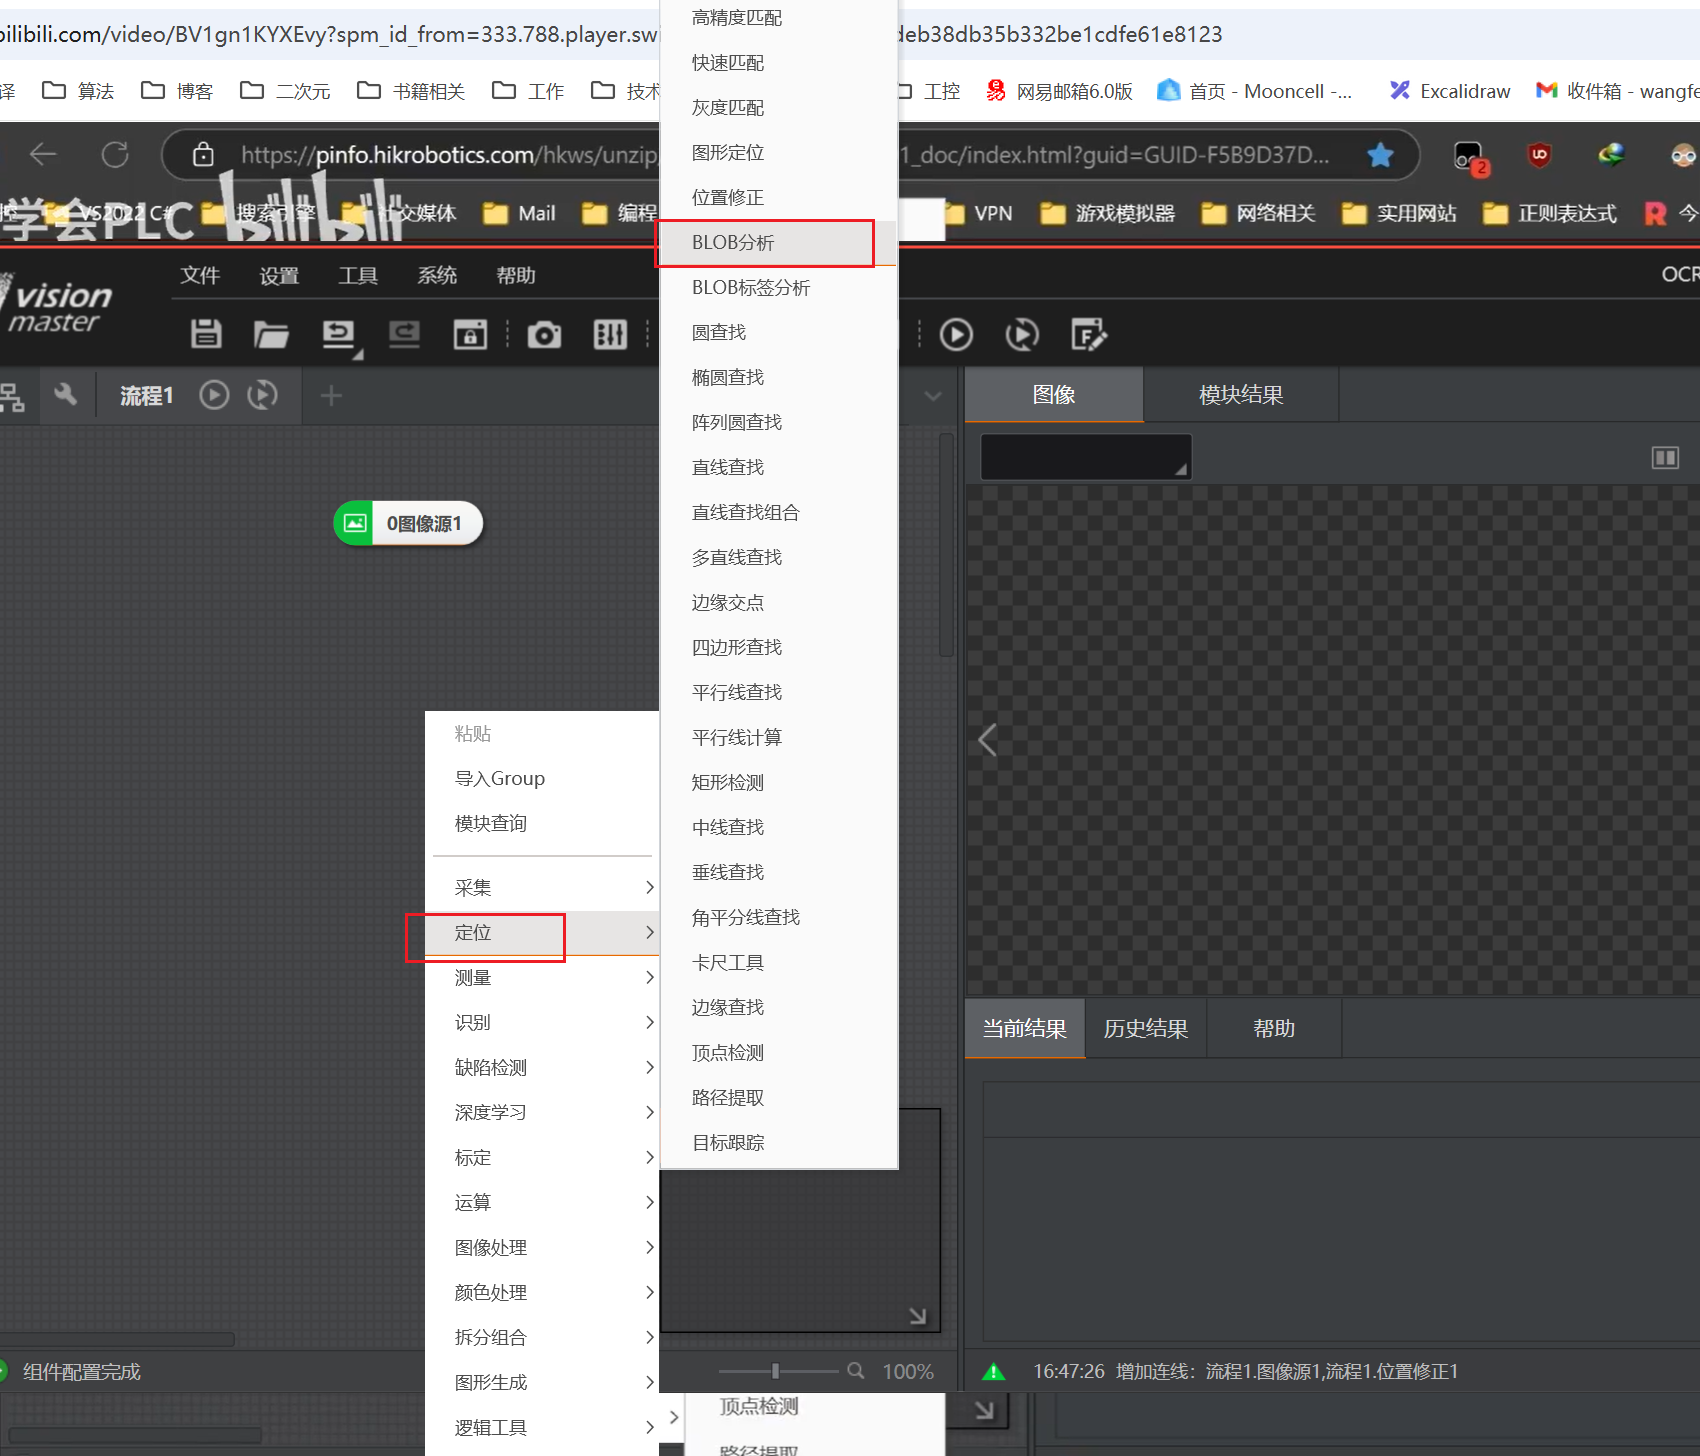 高精度匹配
bilibili.com/video/BV1gn1KYXEvy?spm_id_from=333.788.player.swi
deb38db35b332be1cdfe61e8123
快速匹配
译 算法 博客 二次元 书籍相关 工作 技术 工控 网易邮箱6.0版 首页 - Mooncell -... Excalidraw 收件箱 - wangfe
灰度匹配
https://pinfo.hikrobotics.com/hkws/unzip/
1_doc/index.html?guid=GUID-F5B9D37D...
2
图形定位
位置修正
学会PLC bilibili
VS2022 C# 搜索引擎 社交媒体 Mail 编程 VPN 游戏模拟器 网络相关 实用网站 正则表达式 R 今
BLOB分析
vision master
文件 设置 工具 系统 帮助
OCR
BLOB标签分析
圆查找
椭圆查找
流程1
图像 模块结果
阵列圆查找
直线查找
直线查找组合
0图像源1
多直线查找
边缘交点
四边形查找
平行线查找
平行线计算
矩形检测
中线查找
垂线查找
角平分线查找
卡尺工具
边缘查找
顶点检测
路径提取
目标跟踪
粘贴
导入Group
模块查询
采集
定位
测量
识别
缺陷检测
深度学习
标定
运算
图像处理
颜色处理
拆分组合
图形生成
逻辑工具
当前结果 历史结果 帮助
组件配置完成
100%
16:47:26 增加连线：流程1.图像源1,流程1.位置修正1
顶点检测
路径提取